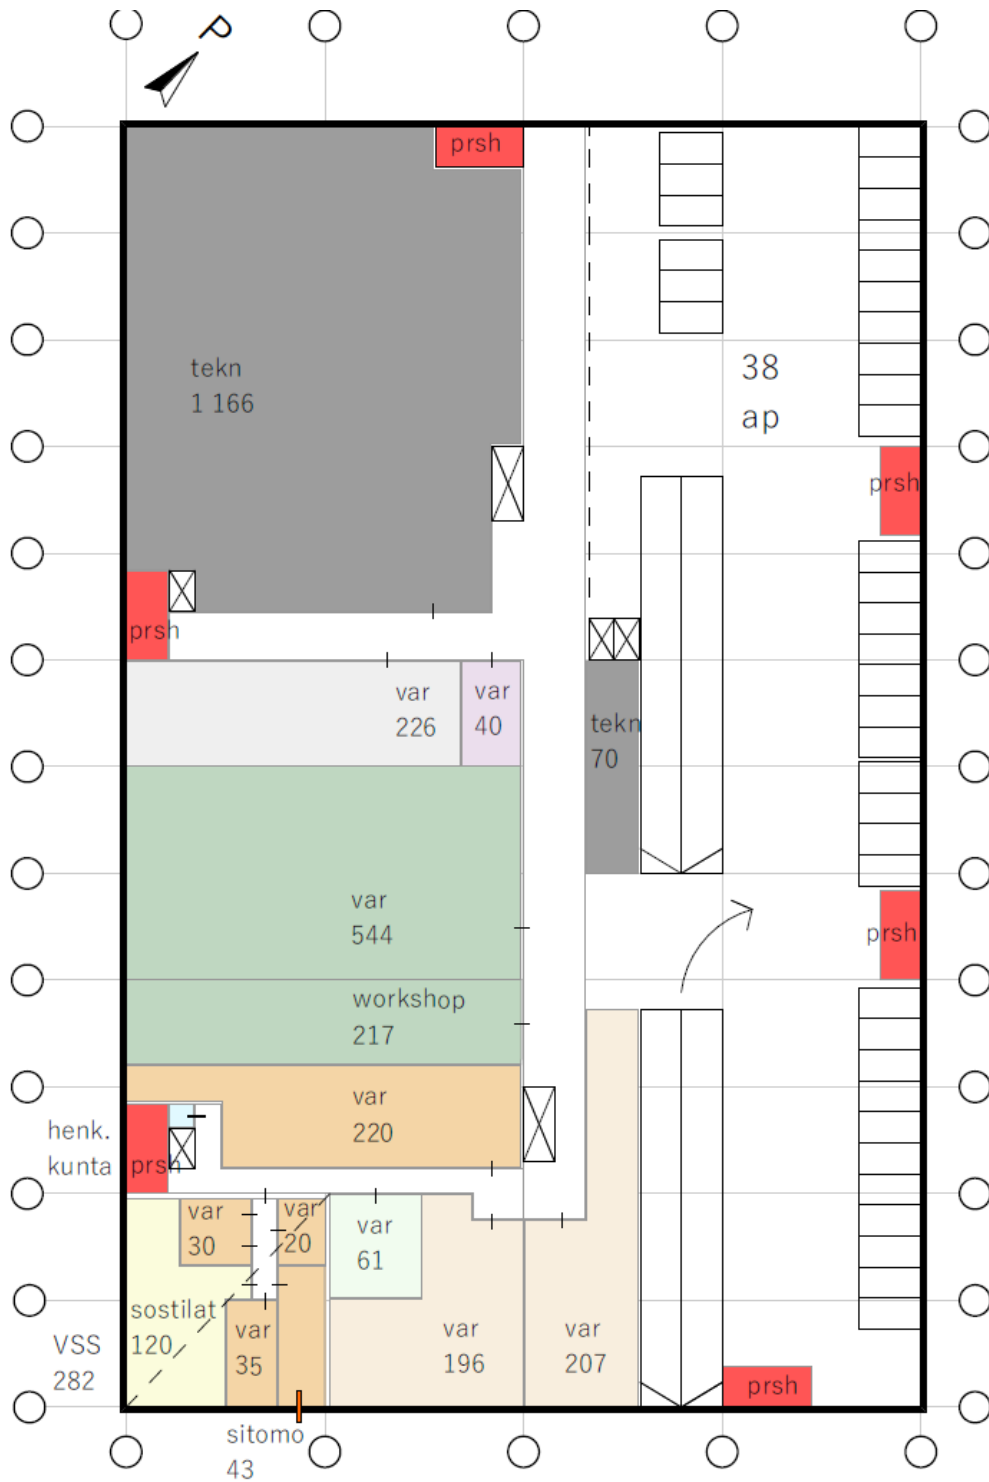 P
prsh
tekn
1 166
38
ap
prsh
prsh
var
226
var
40
tekn
70
var
544
prsh
workshop
217
var
220
henk.
kunta
prsh
var
30
var
20
var
61
sostilat
120
var
35
var
196
var
207
VSS
282
prsh
sitomo
43